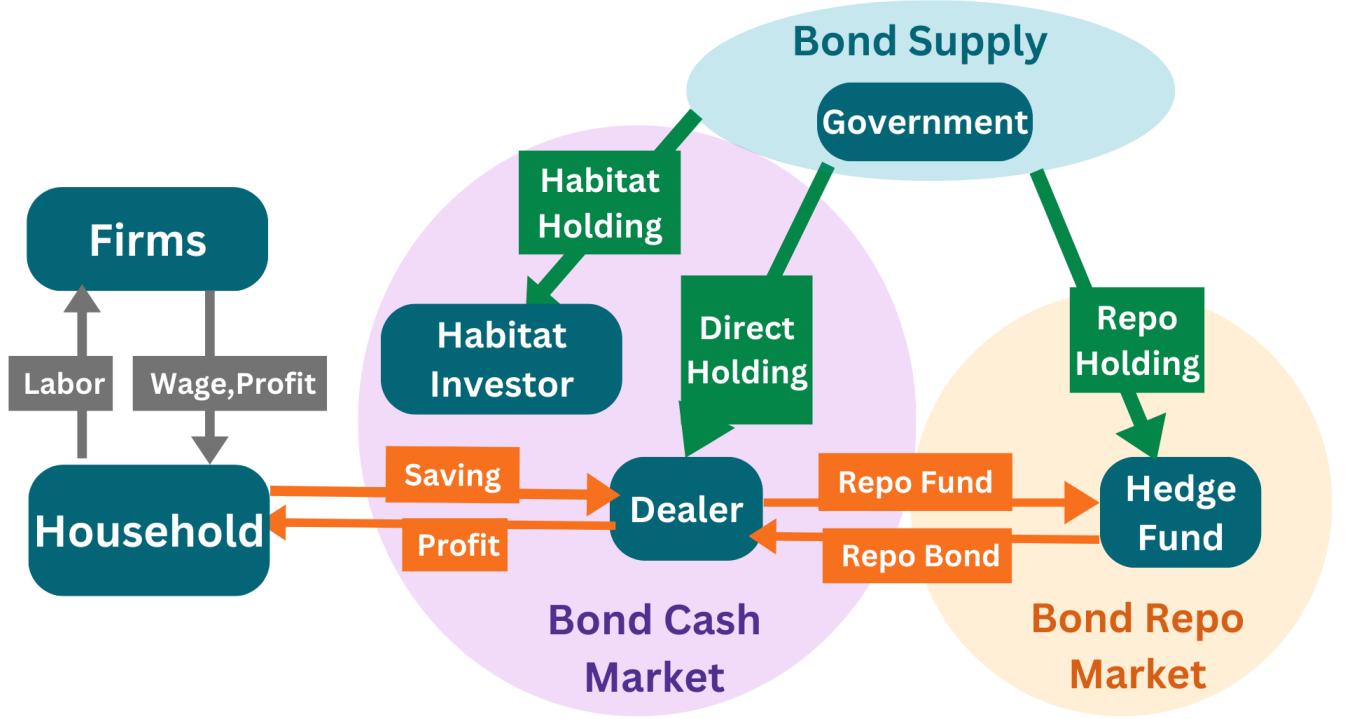 Bond Supply
Government
Habitat
Holding
Firms
Direct
Holding
Repo
Holding
Habitat
Investor
Labor
Wage,Profit
Saving
Repo Fund
Household
Dealer
Hedge
Fund
Profit
Repo Bond
Bond Cash
Market
Bond Repo
Market